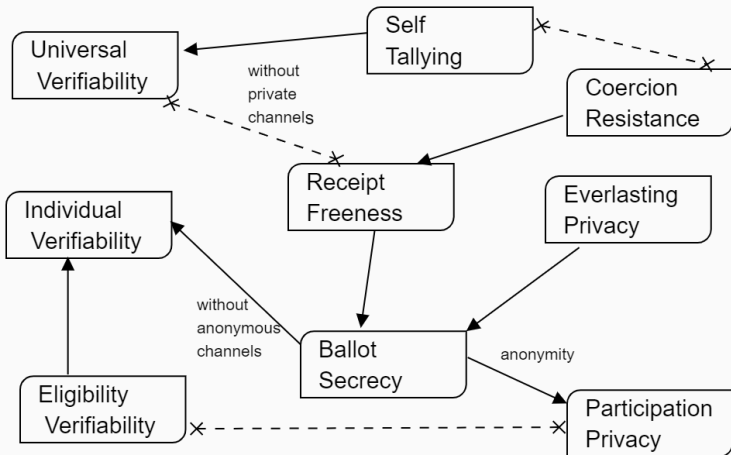 Self
Tallying
Universal
Verifiability
without
private
channels
Coercion
Resistance
Receipt
Freeness
Everlasting
Privacy
Individual
Verifiability
without
anonymous
channels
Ballot
Secrecy
anonymity
Eligibility
Verifiability
Participation
Privacy